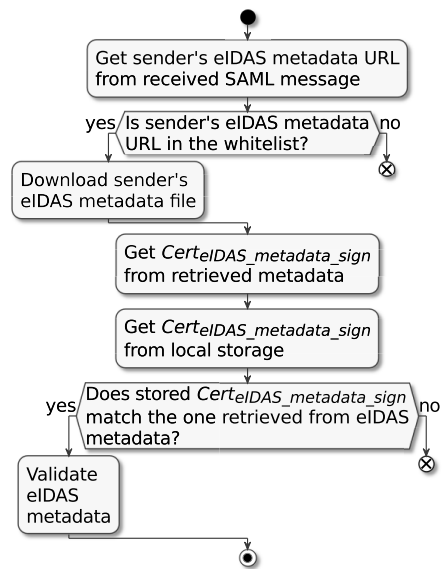 Get sender's eIDAS metadata URL
from received SAML message
yes
Is sender's eIDAS metadata
URL in the whitelist?
no
Download sender's
eIDAS metadata file
Get CerteIDAS_metadata_sign
from retrieved metadata
Get CerteIDAS_metadata_sign
from local storage
yes
Does stored CerteIDAS_metadata_sign
match the one retrieved from eIDAS
metadata?
no
Validate
eIDAS
metadata